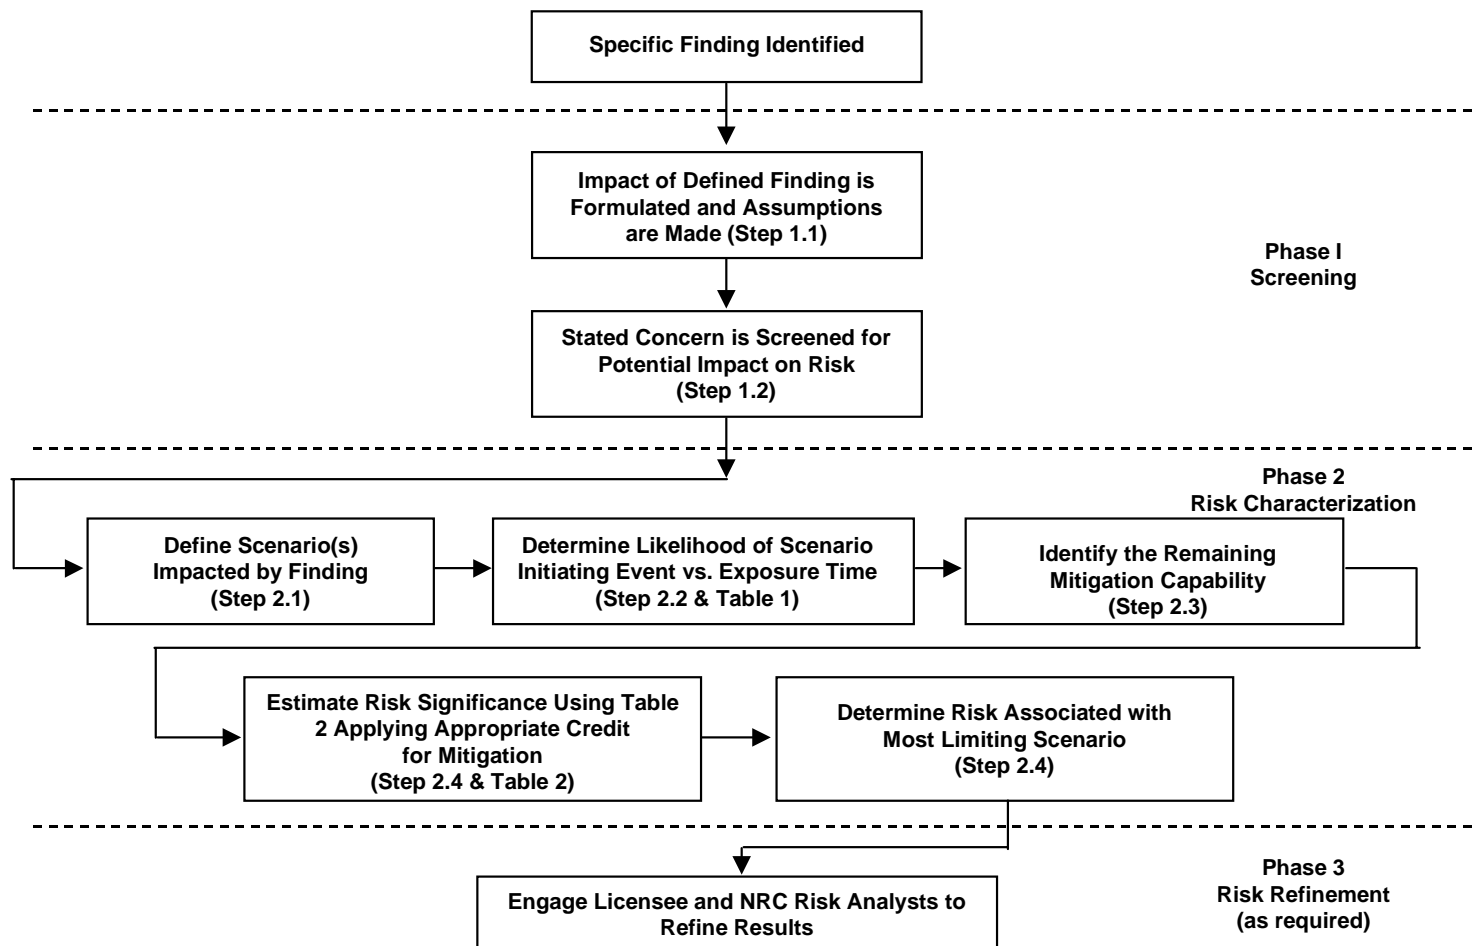 Specific Finding Identified
Impact of Defined Finding is
Formulated and Assumptions
are Made (Step 1.1)
Phase I
Screening
Stated Concern is Screened for
Potential Impact on Risk
(Step 1.2)
Phase 2
Risk Characterization
Define Scenario(s)
Impacted by Finding
(Step 2.1)
Determine Likelihood of Scenario
Initiating Event vs. Exposure Time
(Step 2.2 & Table 1)
Identify the Remaining
Mitigation Capability
(Step 2.3)
Estimate Risk Significance Using Table
2 Applying Appropriate Credit
for Mitigation
(Step 2.4 & Table 2)
Determine Risk Associated with
Most Limiting Scenario
(Step 2.4)
Phase 3
Risk Refinement
(as required)
Engage Licensee and NRC Risk Analysts to
Refine Results